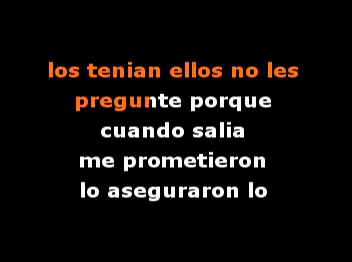 los tenian ellos no les
pregunte porque
cuando salia
me prometieron
lo aseguraron lo